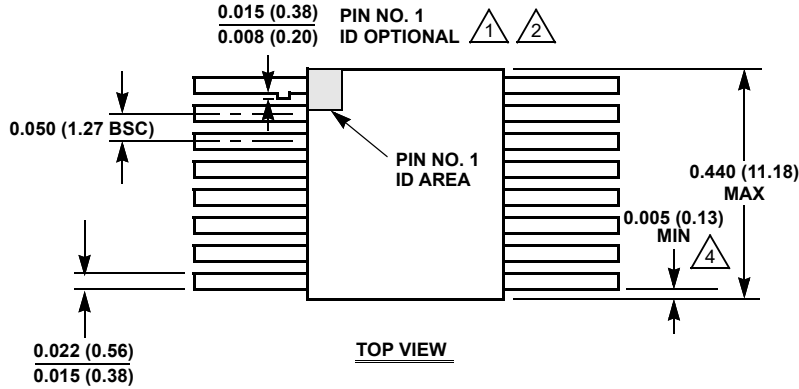 0.015 (0.38)
0.008 (0.20)
PIN NO. 1
ID OPTIONAL
1
2
0.050 (1.27 BSC)
PIN NO. 1
ID AREA
0.440 (11.18)
MAX
0.005 (0.13)
MIN
4
0.022 (0.56)
0.015 (0.38)
TOP VIEW